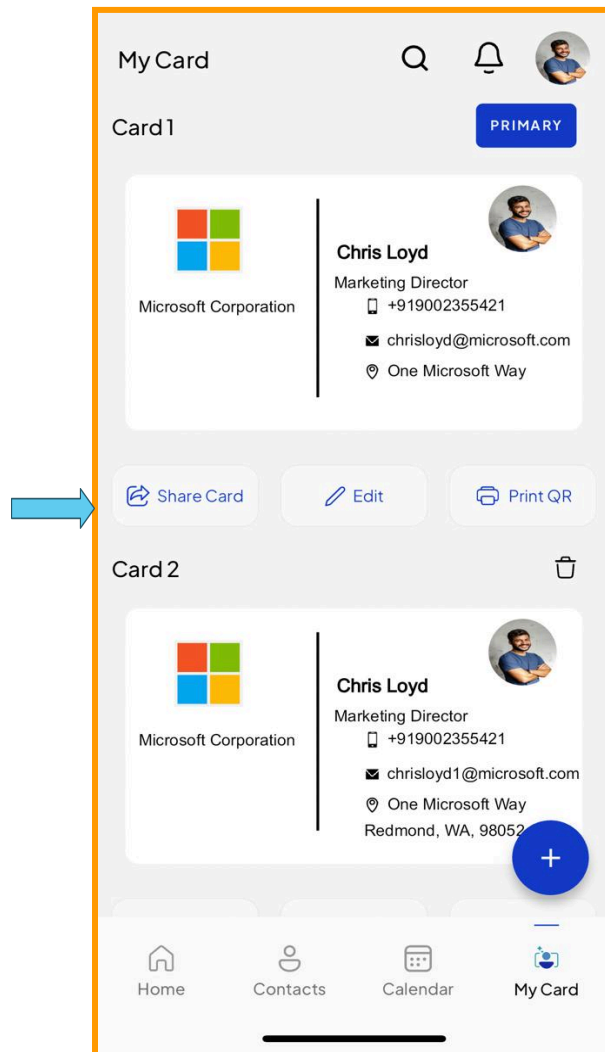 My Card
Card 1
PRIMARY
Microsoft Corporation
Chris Loyd
Marketing Director
+919002355421
chrisloyd@microsoft.com
One Microsoft Way
Share Card
Edit
Print QR
Card 2
Microsoft Corporation
Chris Loyd
Marketing Director
+919002355421
chrisloyd1@microsoft.com
One Microsoft Way
Redmond, WA, 98052
+
Home
Contacts
Calendar
My Card